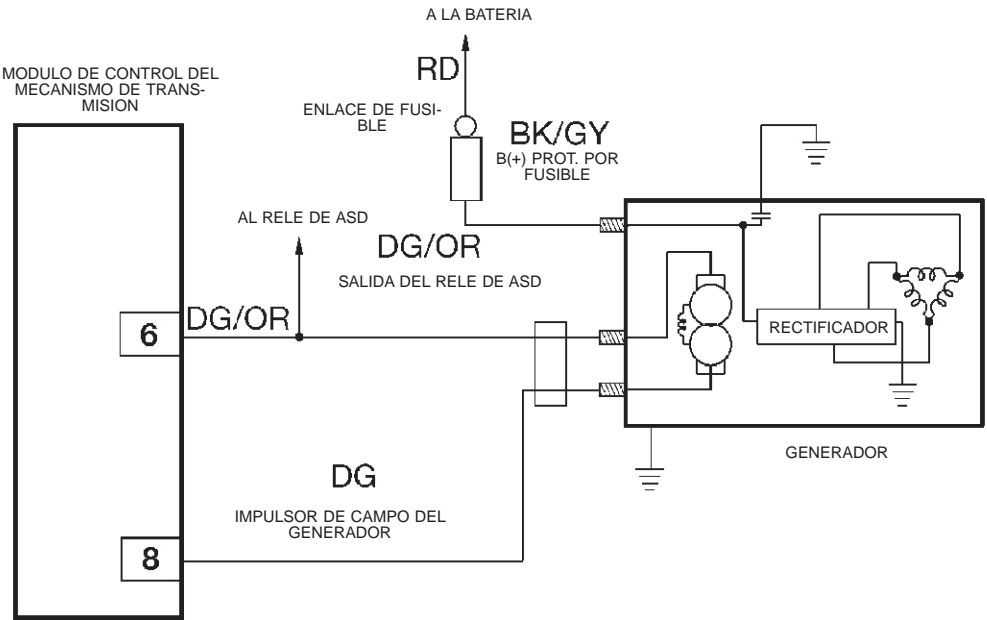 A LA BATERIA
RD
MODULO DE CONTROL DEL
MECANISMO DE TRANS-
MISION
ENLACE DE FUSI-
BLE
BK/GY
B(+) PROT. POR
FUSIBLE
AL RELE DE ASD
DG/OR
SALIDA DEL RELE DE ASD
6
DG/OR
RECTIFICADOR
GENERADOR
DG
IMPULSOR DE CAMPO DEL
GENERADOR
8